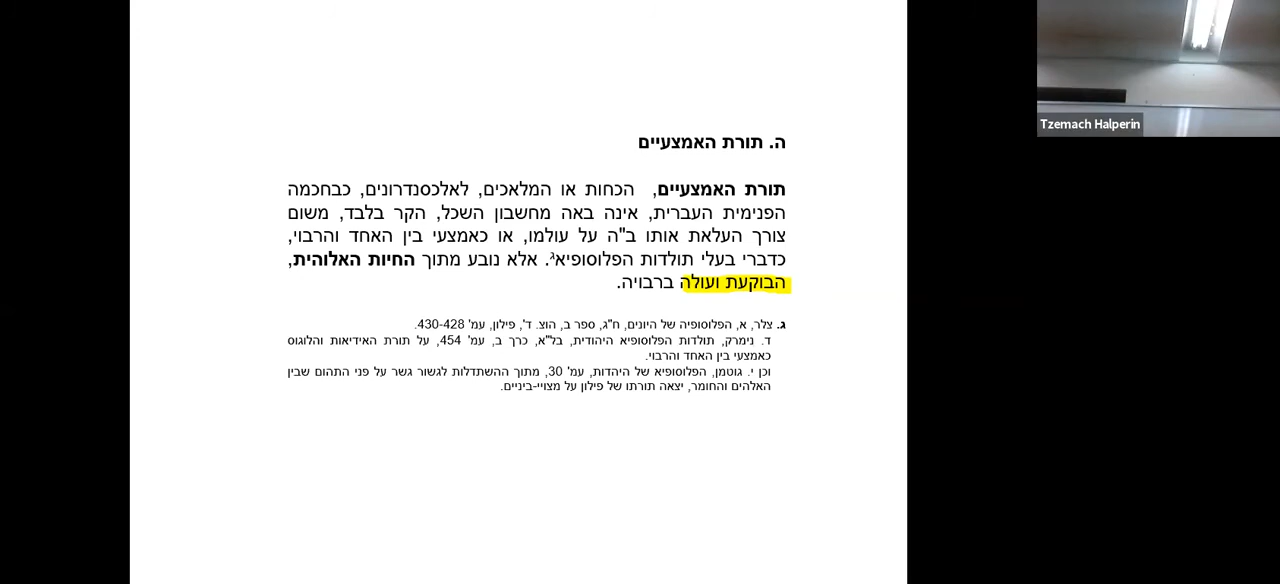 ה. תורת האמצעיים
תורת האמצעיים, הכחות או המלאכים, לאלכסנדרונים, כבחכמה
הפנימית העברית, אינה באה מחשבון השכל, הקר בלבד, משום
צורך העלאת אותו ב"ה על עולמו, או כאמצעי בין האחד והרבוי,
כדברי בעלי תולדות הפלוסופיאג. אלא נובע מתוך החיות האלוהית,
הבוקעת ועולה ברבויה.
ג. צלר, א, הפלוסופיה של היונים, ח"ג, ספר ב, הוצ. ד', פילון, עמ' 430-428.
ד. נימרק, תולדות הפלוסופיא היהודית, בל"א, כרך ב, עמ' 454, על תורת האידיאות והלוגוס
כאמצעי בין האחד והרבוי.
וכן י. גוטמן, הפלוסופיא של היהדות, עמ' 30, מתוך ההשתדלות לגשור גשר על פני התהום שבין
האלהים והחומר, יצאה תורתו של פילון על מצויי-ביניים.
Tzemach Halperin